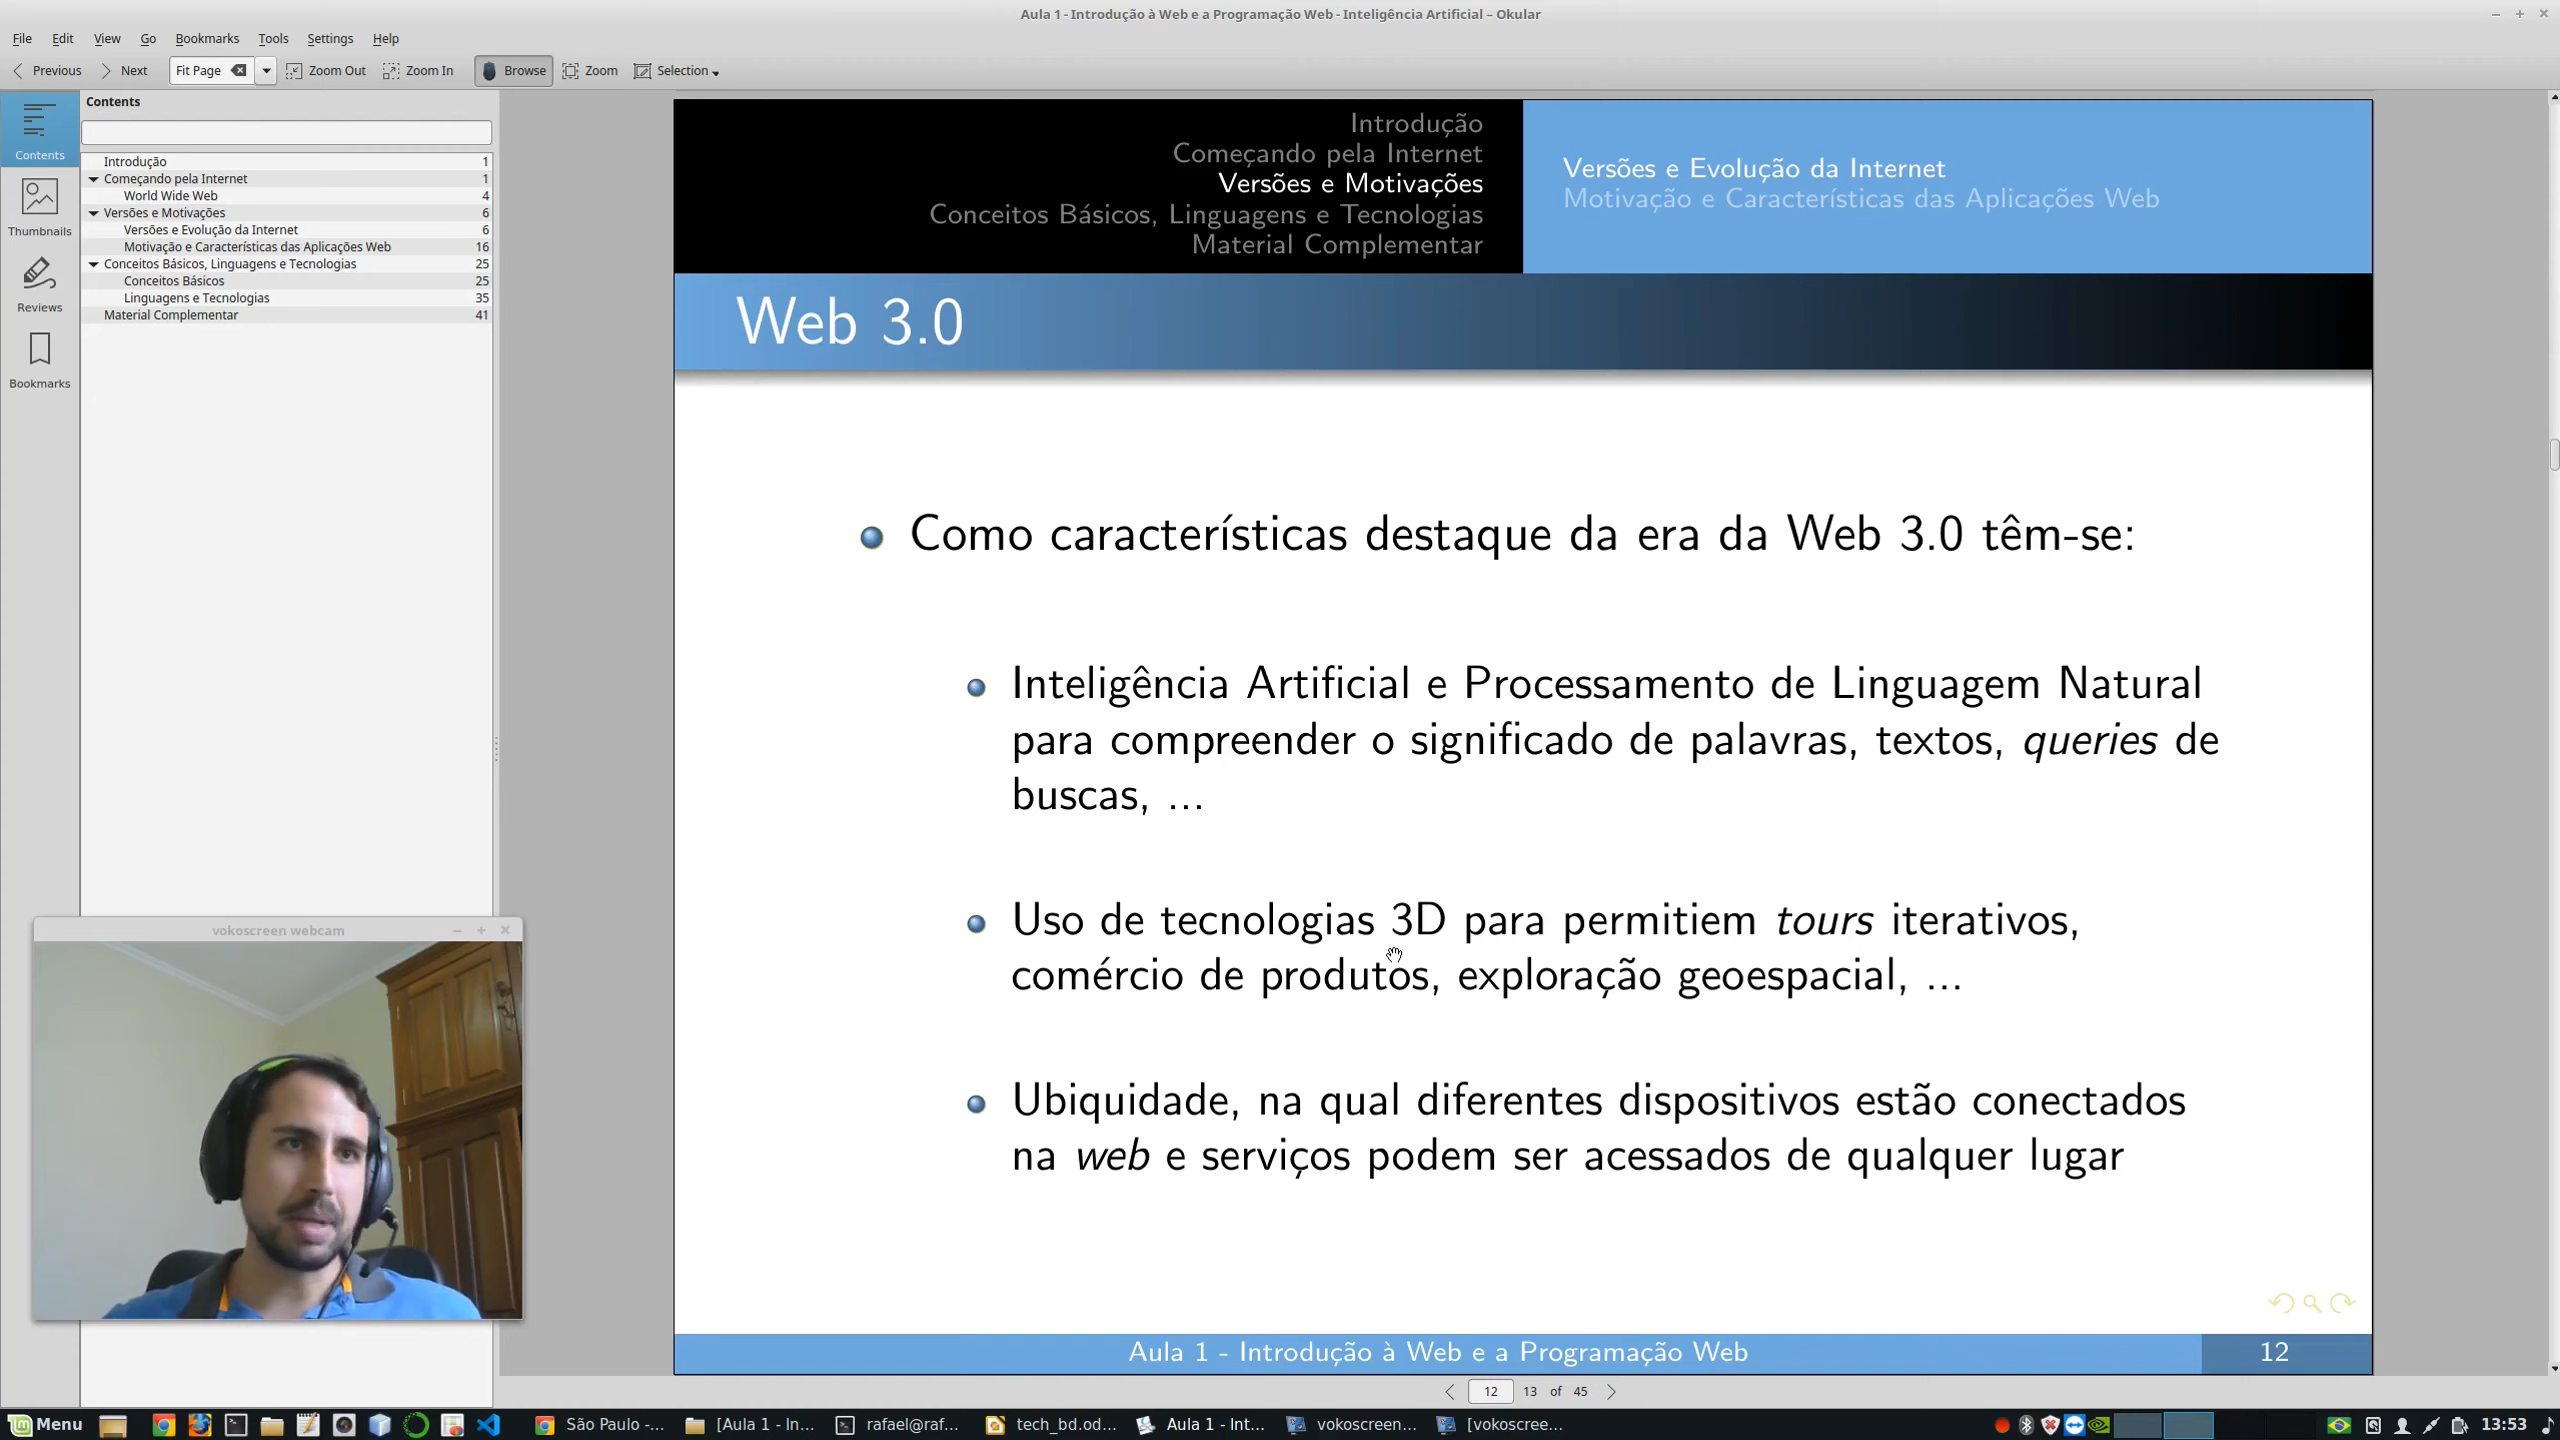 Aula 1 - Introdução à Web e a Programação Web - Inteligência Artificial – Okular
File Edit View Go Bookmarks Tools Settings Help
Previous Next Fit Page Zoom Out Zoom In Browse Zoom Selection
Contents
Contents
Thumbnails
Reviews
Bookmarks
Introdução 1
Começando pela Internet 1
World Wide Web 4
Versões e Motivações 6
Versões e Evolução da Internet 6
Motivação e Características das Aplicações Web 16
Conceitos Básicos, Linguagens e Tecnologias 25
Conceitos Básicos 25
Linguagens e Tecnologias 35
Material Complementar 41
vokoscreen webcam
Introdução
Começando pela Internet
Versões e Motivações
Conceitos Básicos, Linguagens e Tecnologias
Material Complementar
Versões e Evolução da Internet
Motivação e Características das Aplicações Web
Web 3.0
Como características destaque da era da Web 3.0 têm-se:
Inteligência Artificial e Processamento de Linguagem Natural
para compreender o significado de palavras, textos, queries de
buscas, ...
Uso de tecnologias 3D para permitiem tours iterativos,
comércio de produtos, exploração geoespacial, ...
Ubiquidade, na qual diferentes dispositivos estão conectados
na web e serviços podem ser acessados de qualquer lugar
Aula 1 - Introdução à Web e a Programação Web 12
12 13 of 45
Menu São Paulo -... [Aula 1 - In... rafael@raf... tech_bd.od... Aula 1 - Int... vokoscreen... [vokoscree... 13:53